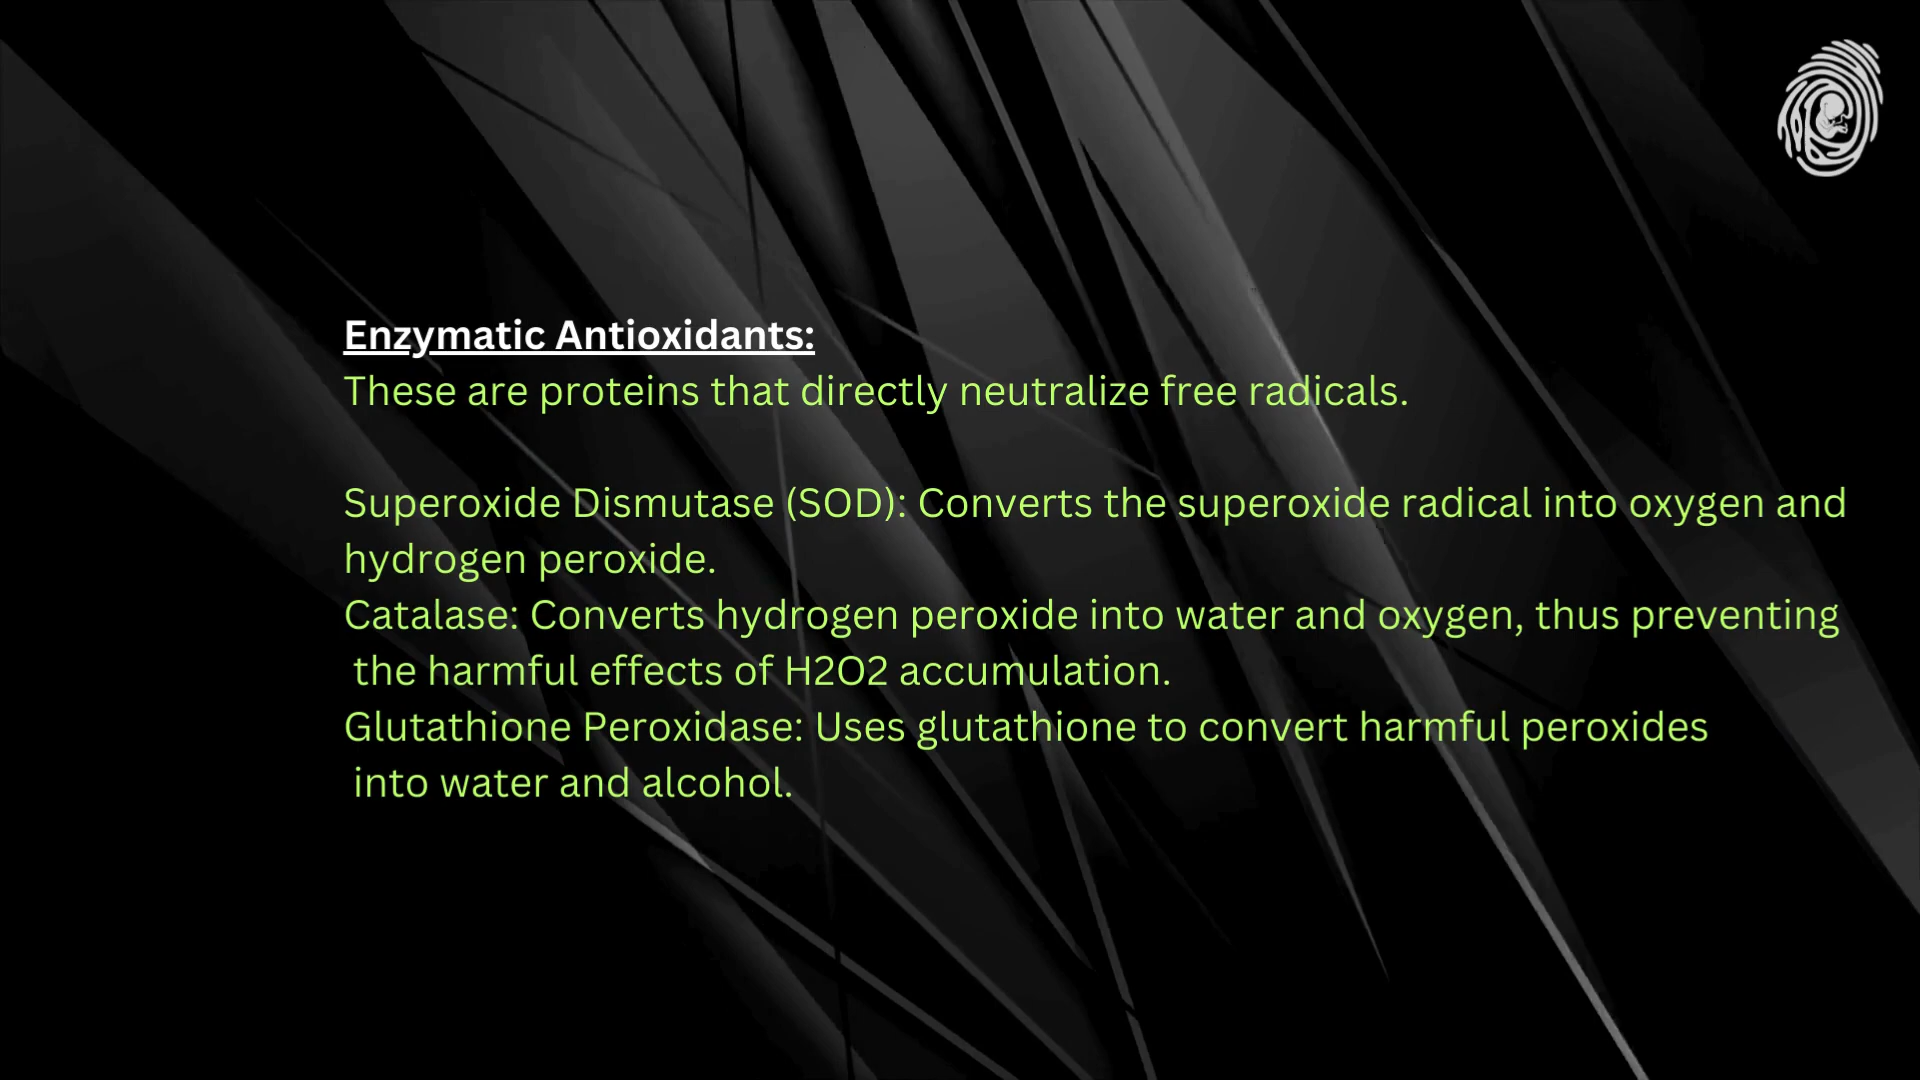 Enzymatic Antioxidants:
These are proteins that directly neutralize free radicals.
Superoxide Dismutase (SOD): Converts the superoxide radical into oxygen and
hydrogen peroxide.
Catalase: Converts hydrogen peroxide into water and oxygen, thus preventing
the harmful effects of H2O2 accumulation.
Glutathione Peroxidase: Uses glutathione to convert harmful peroxides
into water and alcohol.